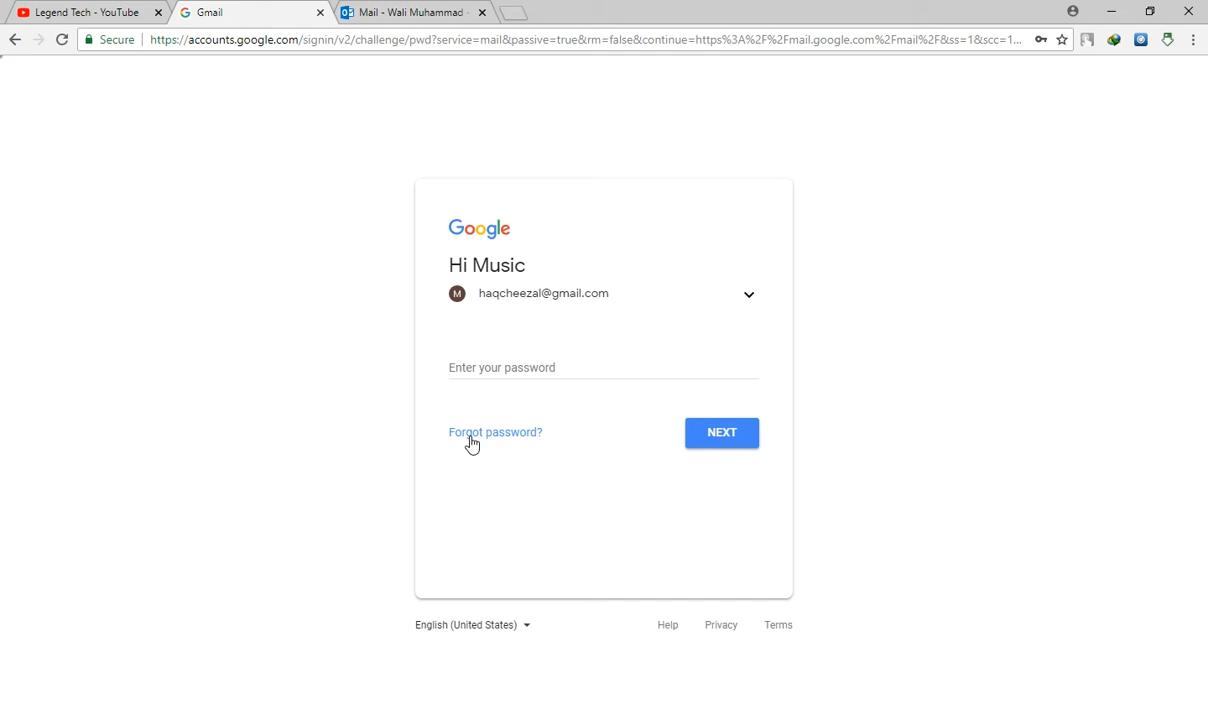 Legend Tech - YouTube
Gmail
Mail - Wali Muhammad -
Secure
https://accounts.google.com/signin/v2/challenge/pwd?service=mail&passive=true&rm=false&continue=https%3A%2F%2Fmail.google.com%2Fmail%2F&ss=1&scc=1...
Google
Hi Music
M haqcheezal@gmail.com
Enter your password
Forgot password?
NEXT
English (United States)
Help Privacy Terms